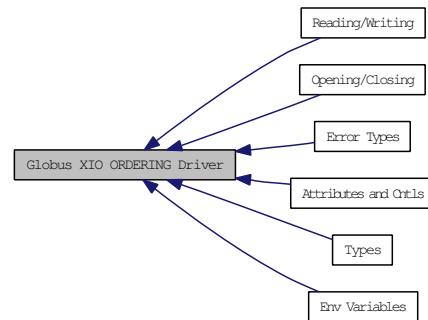 Reading/Writing
Opening/Closing
Error Types
Globus XIO ORDERING Driver
Attributes and Cntls
Types
Env Variables